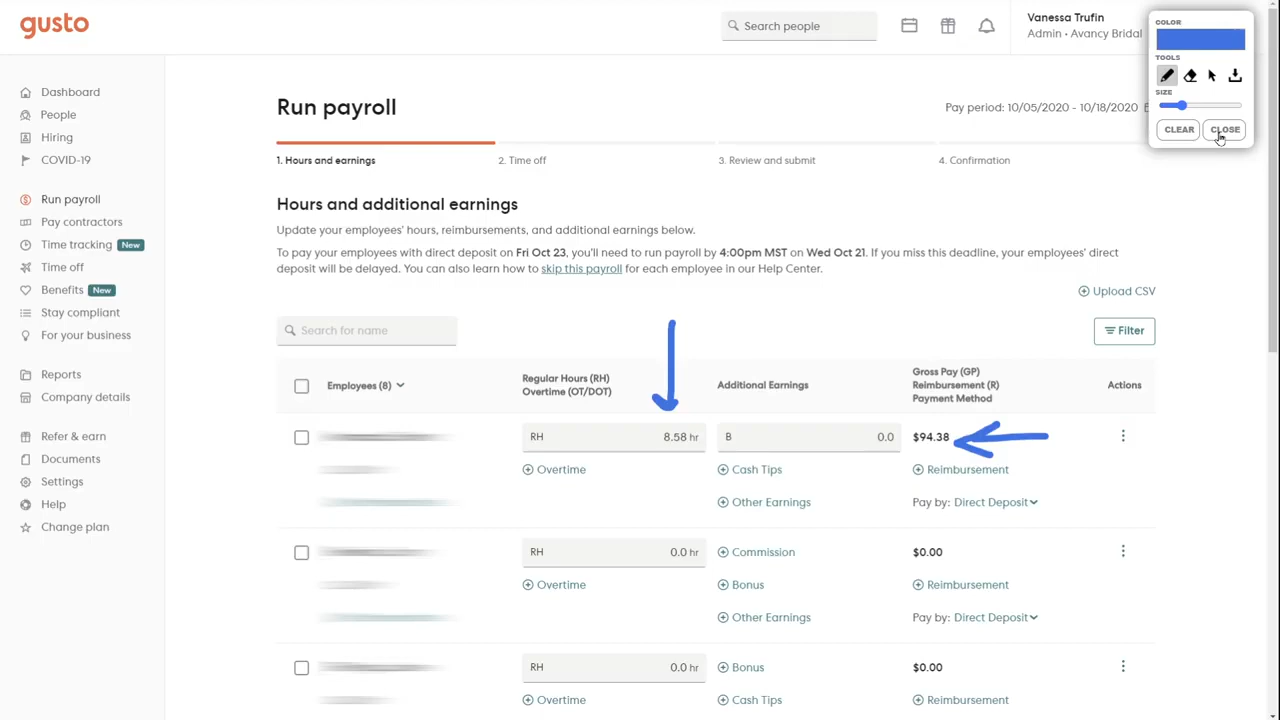 gusto
Search people
Vanessa Trufin
Admin • Avancy Bridal
COLOR
TOOLS
SIZE
CLEAR
CLOSE
Dashboard
People
Hiring
COVID-19
Run payroll
Pay contractors
Time tracking New
Time off
Benefits New
Stay compliant
For your business
Reports
Company details
Refer & earn
Documents
Settings
Help
Change plan
Run payroll
Pay period: 10/05/2020 - 10/18/2020
1. Hours and earnings
2. Time off
3. Review and submit
4. Confirmation
Hours and additional earnings
Update your employees' hours, reimbursements, and additional earnings below.
To pay your employees with direct deposit on Fri Oct 23, you'll need to run payroll by 4:00pm MST on Wed Oct 21. If you miss this deadline, your employees' direct
deposit will be delayed. You can also learn how to skip this payroll for each employee in our Help Center.
Upload CSV
Search for name
Filter
Employees (8)
Regular Hours (RH)
Overtime (OT/DOT)
Additional Earnings
Gross Pay (GP)
Reimbursement (R)
Payment Method
Actions
RH 8.58 hr
B 0.0
$94.38
Overtime
Cash Tips
Reimbursement
Other Earnings
Pay by: Direct Deposit
RH 0.0 hr
Commission
$0.00
Overtime
Bonus
Reimbursement
Other Earnings
Pay by: Direct Deposit
RH 0.0 hr
Bonus
$0.00
Overtime
Cash Tips
Reimbursement